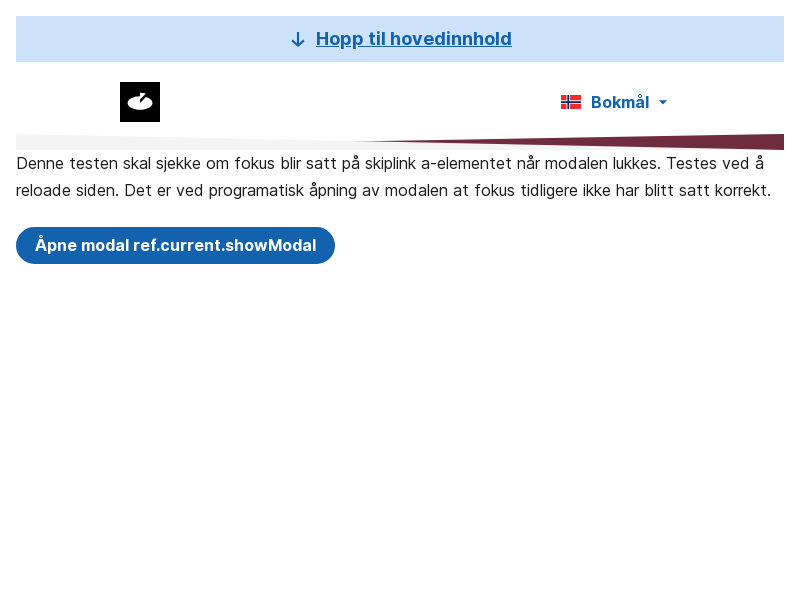 Hopp til hovedinnhold
Bokmål
Denne testen skal sjekke om fokus blir satt på skiplink a-elementet når modalen lukkes. Testes ved å
reloade siden. Det er ved programatisk åpning av modalen at fokus tidligere ikke har blitt satt korrekt.
Åpne modal ref.current.showModal